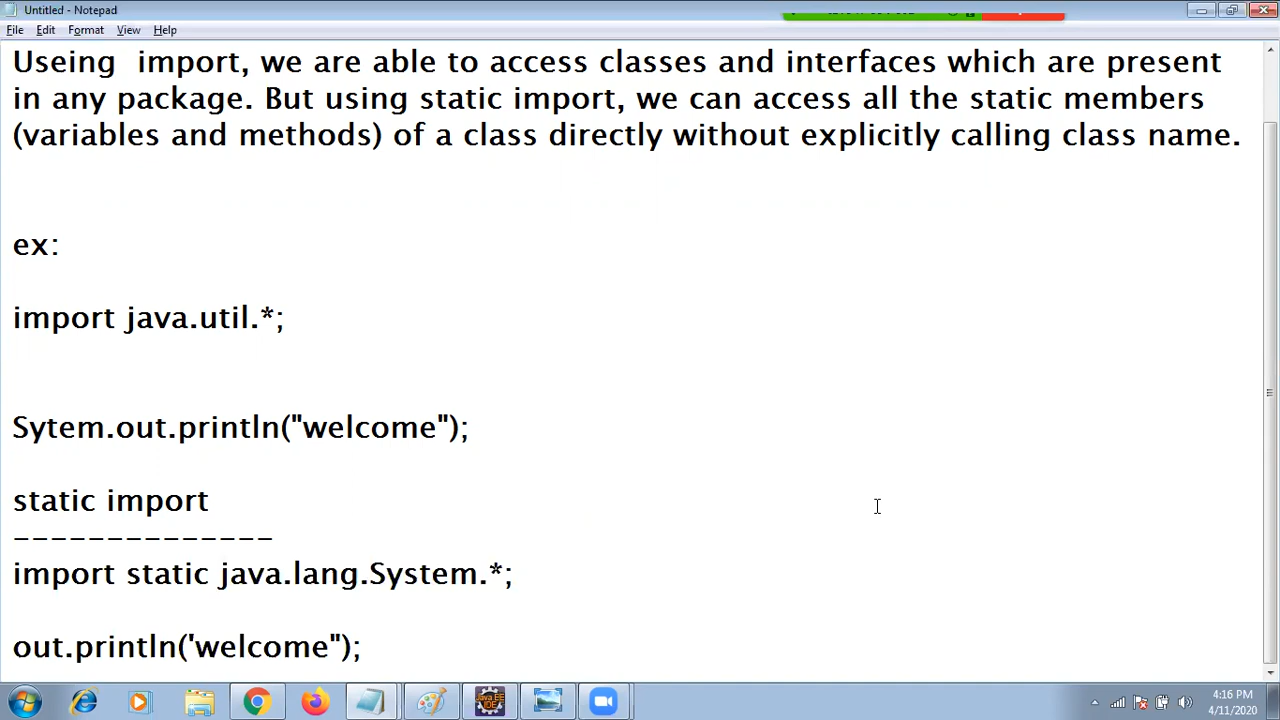 Untitled - Notepad
File Edit Format View Help
Useing  import, we are able to access classes and interfaces which are present
in any package. But using static import, we can access all the static members
(variables and methods) of a class directly without explicitly calling class name.
ex:
import java.util.*;
Sytem.out.println("welcome");
static import
--------------
import static java.lang.System.*;
out.println('welcome");
Java EE
IDE
4:16 PM
4/11/2020